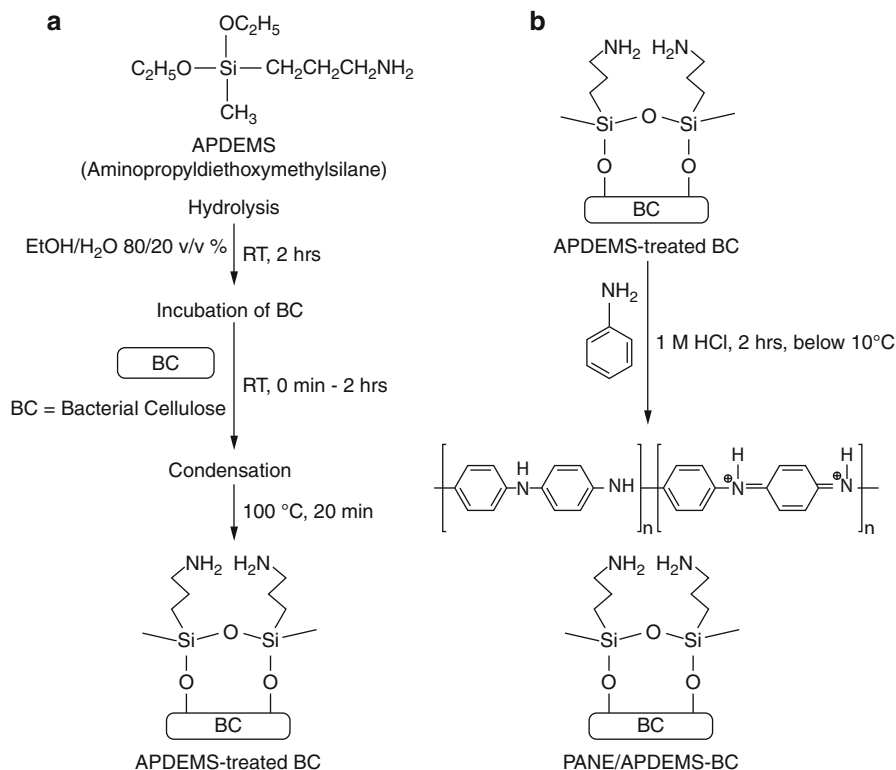 a
OC₂H₅
C₂H₅O—Si—CH₂CH₂CH₂NH₂
CH₃
APDEMS
(Aminopropyldiethoxymethylsilane)
Hydrolysis
EtOH/H₂O 80/20 v/v %
RT, 2 hrs
Incubation of BC
BC
RT, 0 min - 2 hrs
BC = Bacterial Cellulose
Condensation
100 °C, 20 min
NH₂ H₂N
Si O Si
O O
BC
APDEMS-treated BC
b
NH₂ H₂N
Si O Si
O O
BC
APDEMS-treated BC
NH₂
1 M HCl, 2 hrs, below 10°C
H H H
N NH ⊕N ⊕N
n n
NH₂ H₂N
Si O Si
O O
BC
PANE/APDEMS-BC